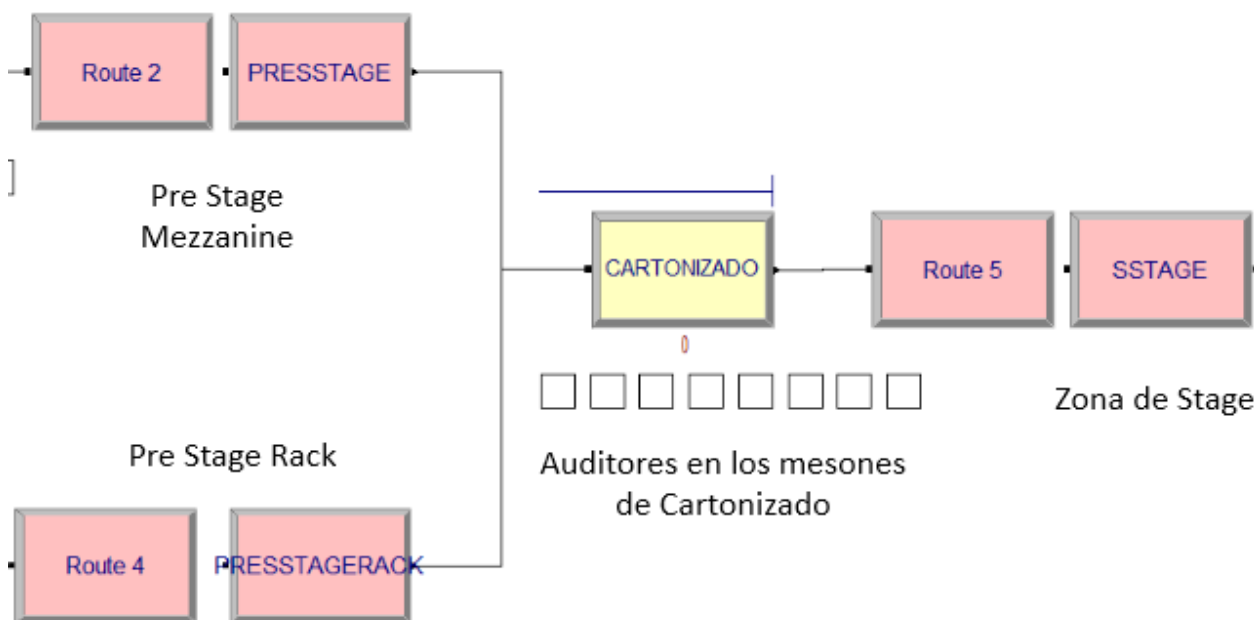 Route 2
PRESSTAGE
Pre Stage
Mezzanine
CARTONIZADO
0
Route 5
SSTAGE
Zona de Stage
Auditores en los mesones
de Cartonizado
Pre Stage Rack
Route 4
PRESSTAGERACK